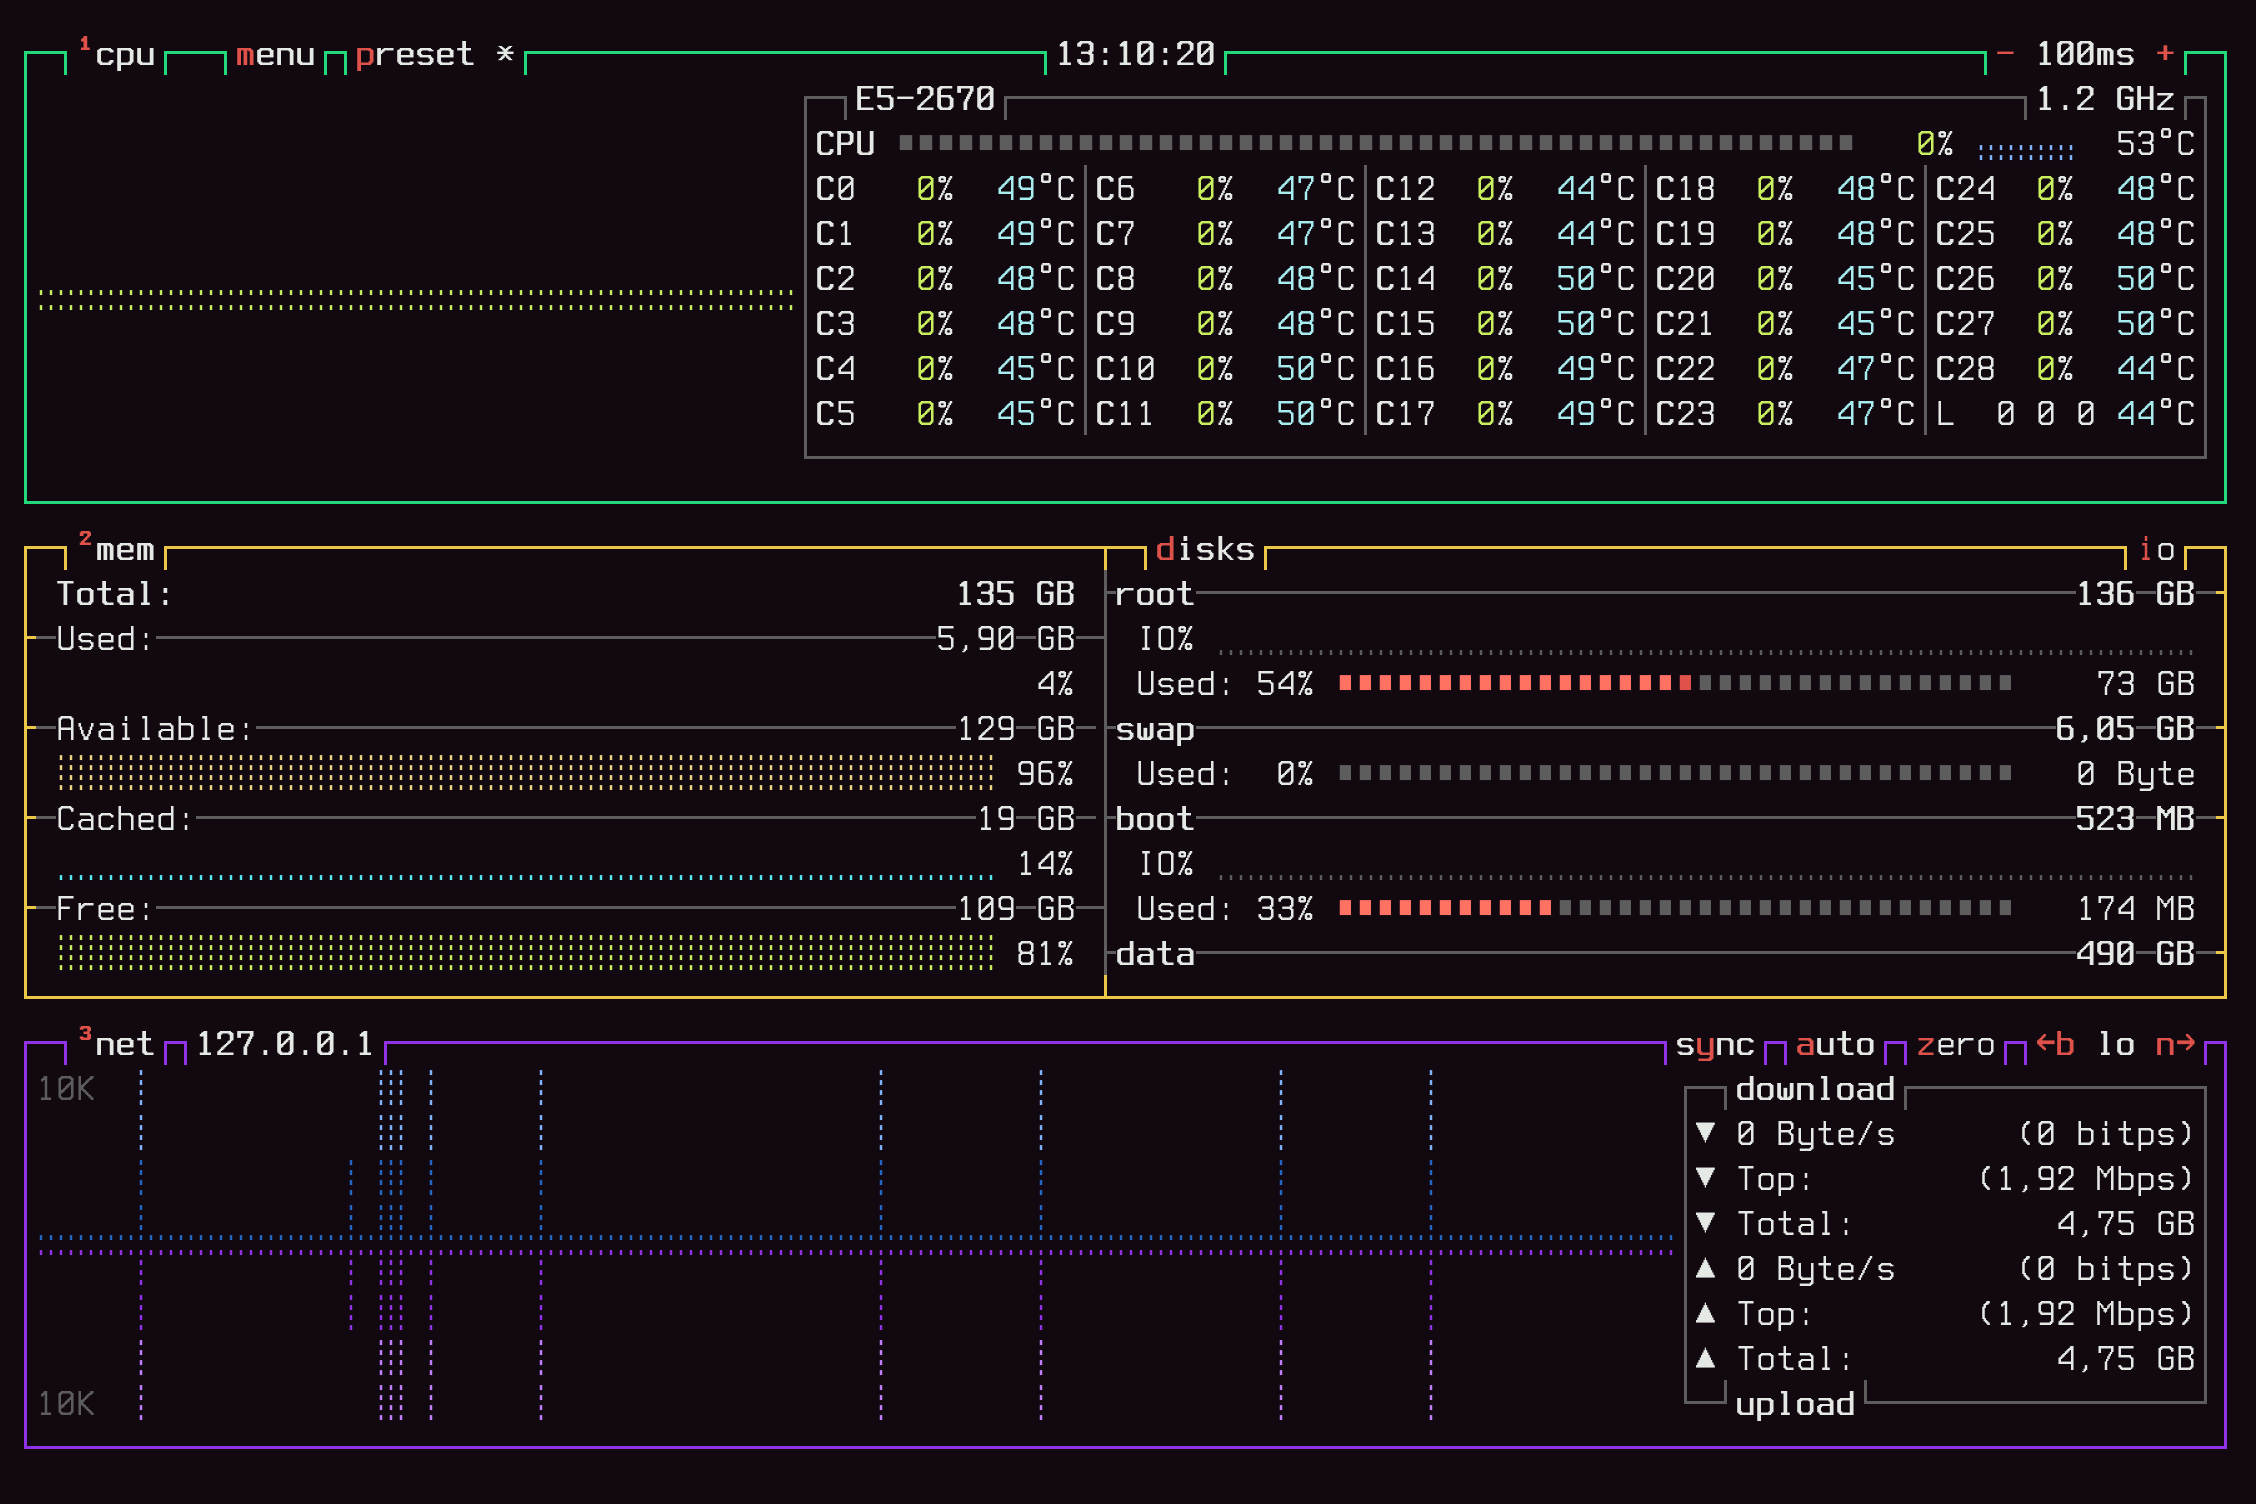 ¹cpu menu preset * 13:10:20 - 100ms +
E5-2670 1.2 GHz
CPU 0% 53°C
C0 0% 49°C C6 0% 47°C C12 0% 44°C C18 0% 48°C C24 0% 48°C
C1 0% 49°C C7 0% 47°C C13 0% 44°C C19 0% 48°C C25 0% 48°C
C2 0% 48°C C8 0% 48°C C14 0% 50°C C20 0% 45°C C26 0% 50°C
C3 0% 48°C C9 0% 48°C C15 0% 50°C C21 0% 45°C C27 0% 50°C
C4 0% 45°C C10 0% 50°C C16 0% 49°C C22 0% 47°C C28 0% 44°C
C5 0% 45°C C11 0% 50°C C17 0% 49°C C23 0% 47°C L 0 0 0 44°C
²mem
Total: 135 GB
Used: 5,90 GB
4%
Available: 129 GB
96%
Cached: 19 GB
14%
Free: 109 GB
81%
disks io
root 136 GB
IO%
Used: 54% 73 GB
swap 6,05 GB
Used: 0% 0 Byte
boot 523 MB
IO%
Used: 33% 174 MB
data 490 GB
³net 127.0.0.1 sync auto zero ←b lo n→
10K
10K
download
▼ 0 Byte/s (0 bitps)
▼ Top: (1,92 Mbps)
▼ Total: 4,75 GB
▲ 0 Byte/s (0 bitps)
▲ Top: (1,92 Mbps)
▲ Total: 4,75 GB
upload